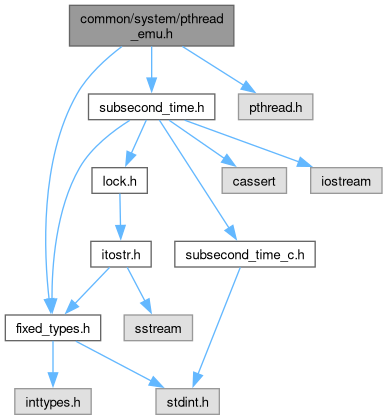 common/system/pthread
_emu.h
subsecond_time.h
pthread.h
lock.h
cassert
iostream
itostr.h
subsecond_time_c.h
fixed_types.h
sstream
inttypes.h
stdint.h